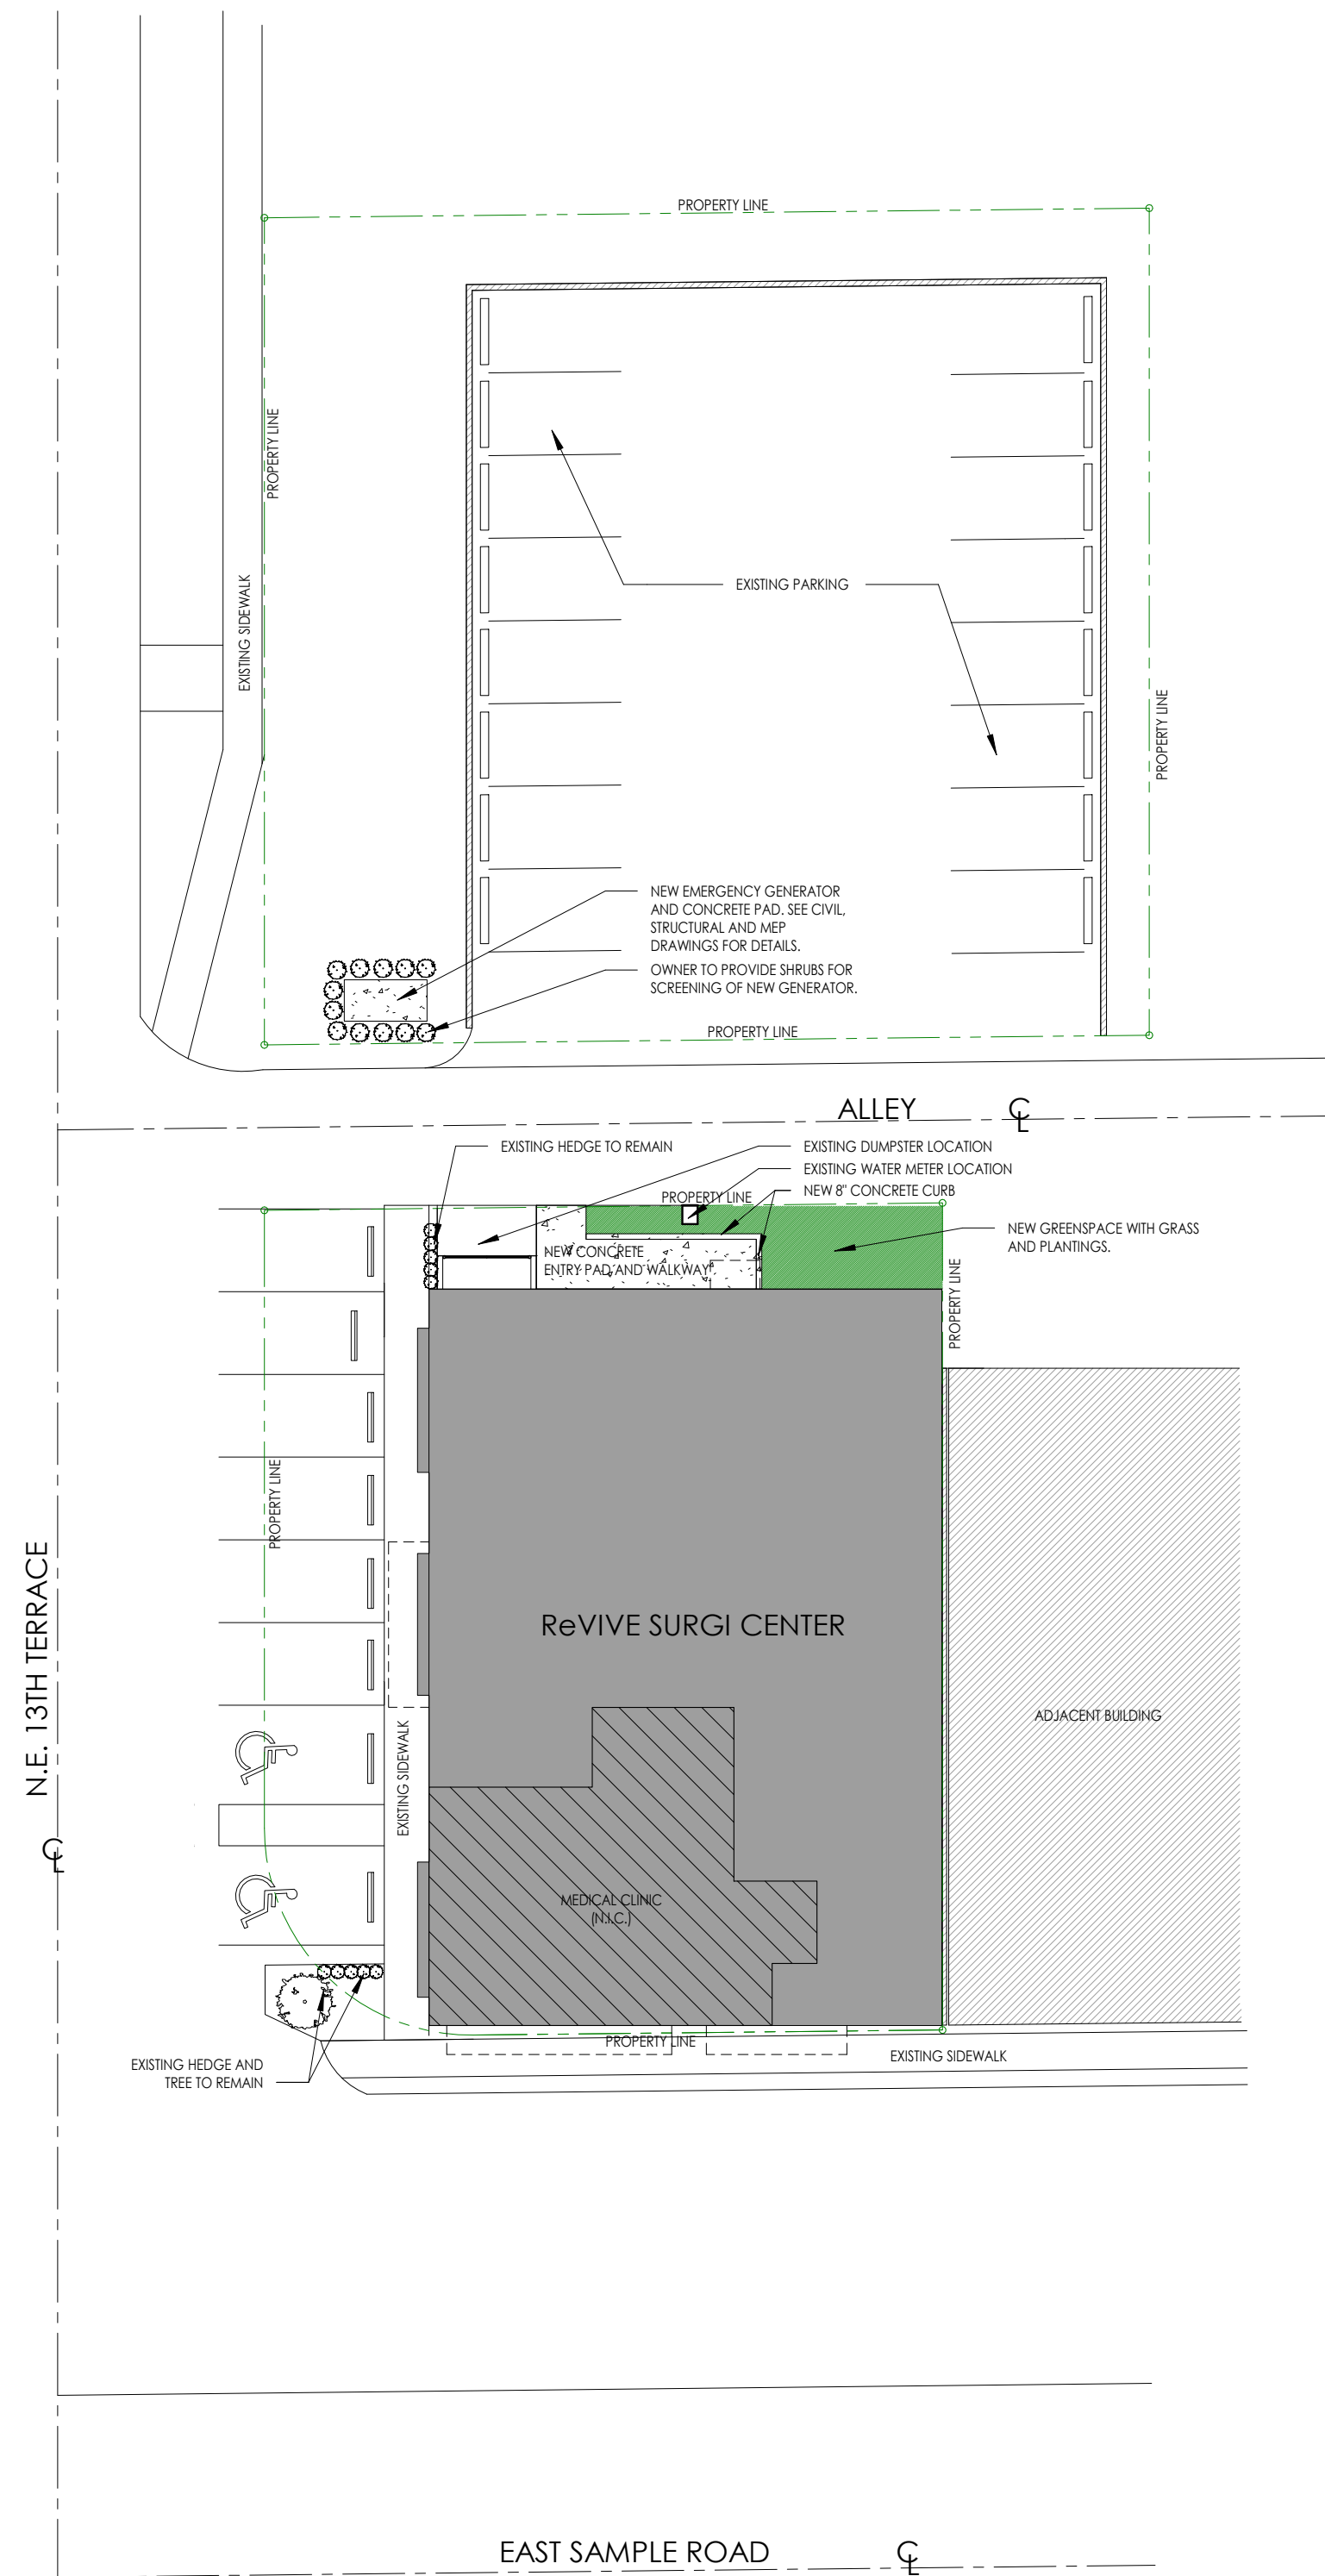 PROPERTY LINE
PROPERTY LINE
EXISTING SIDEWALK
EXISTING PARKING
PROPERTY LINE
NEW EMERGENCY GENERATOR
AND CONCRETE PAD. SEE CIVIL,
STRUCTURAL AND MEP
DRAWINGS FOR DETAILS.
OWNER TO PROVIDE SHRUBS FOR
SCREENING OF NEW GENERATOR.
PROPERTY LINE
ALLEY
℄
EXISTING HEDGE TO REMAIN
EXISTING DUMPSTER LOCATION
EXISTING WATER METER LOCATION
NEW 8" CONCRETE CURB
PROPERTY LINE
NEW GREENSPACE WITH GRASS
AND PLANTINGS.
NEW CONCRETE
ENTRY PAD AND WALKWAY
PROPERTY LINE
PROPERTY LINE
N.E. 13TH TERRACE
℄
ReVIVE SURGI CENTER
EXISTING SIDEWALK
ADJACENT BUILDING
MEDICAL CLINIC
(N.I.C.)
PROPERTY LINE
EXISTING SIDEWALK
EXISTING HEDGE AND
TREE TO REMAIN
EAST SAMPLE ROAD
℄